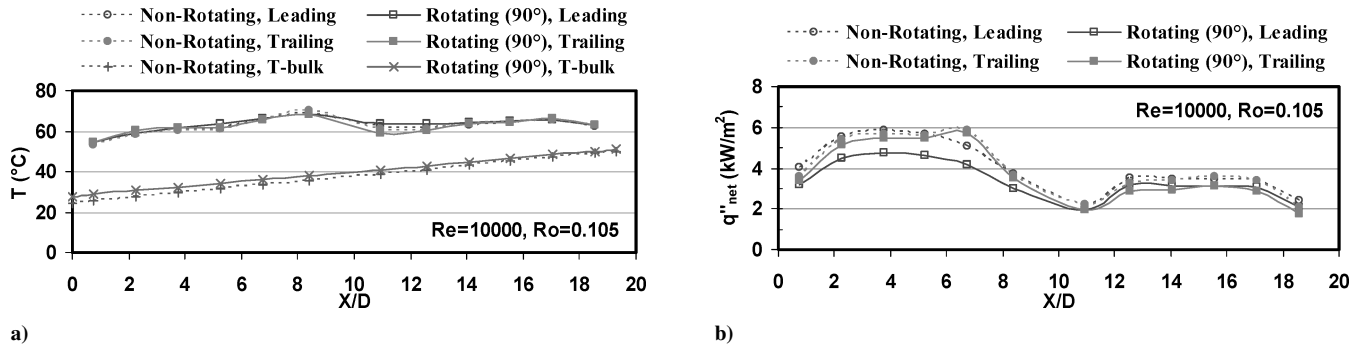 Non-Rotating, Leading
Rotating (90°), Leading
Non-Rotating, Trailing
Rotating (90°), Trailing
Non-Rotating, T-bulk
Rotating (90°), T-bulk
80
60
40
20
0
T (°C)
Re=10000, Ro=0.105
0 2 4 6 8 10 12 14 16 18 20
X/D
a)
Non-Rotating, Leading
Rotating (90°), Leading
Non-Rotating, Trailing
Rotating (90°), Trailing
8
6
4
2
0
q"net (kW/m²)
Re=10000, Ro=0.105
0 2 4 6 8 10 12 14 16 18 20
X/D
b)